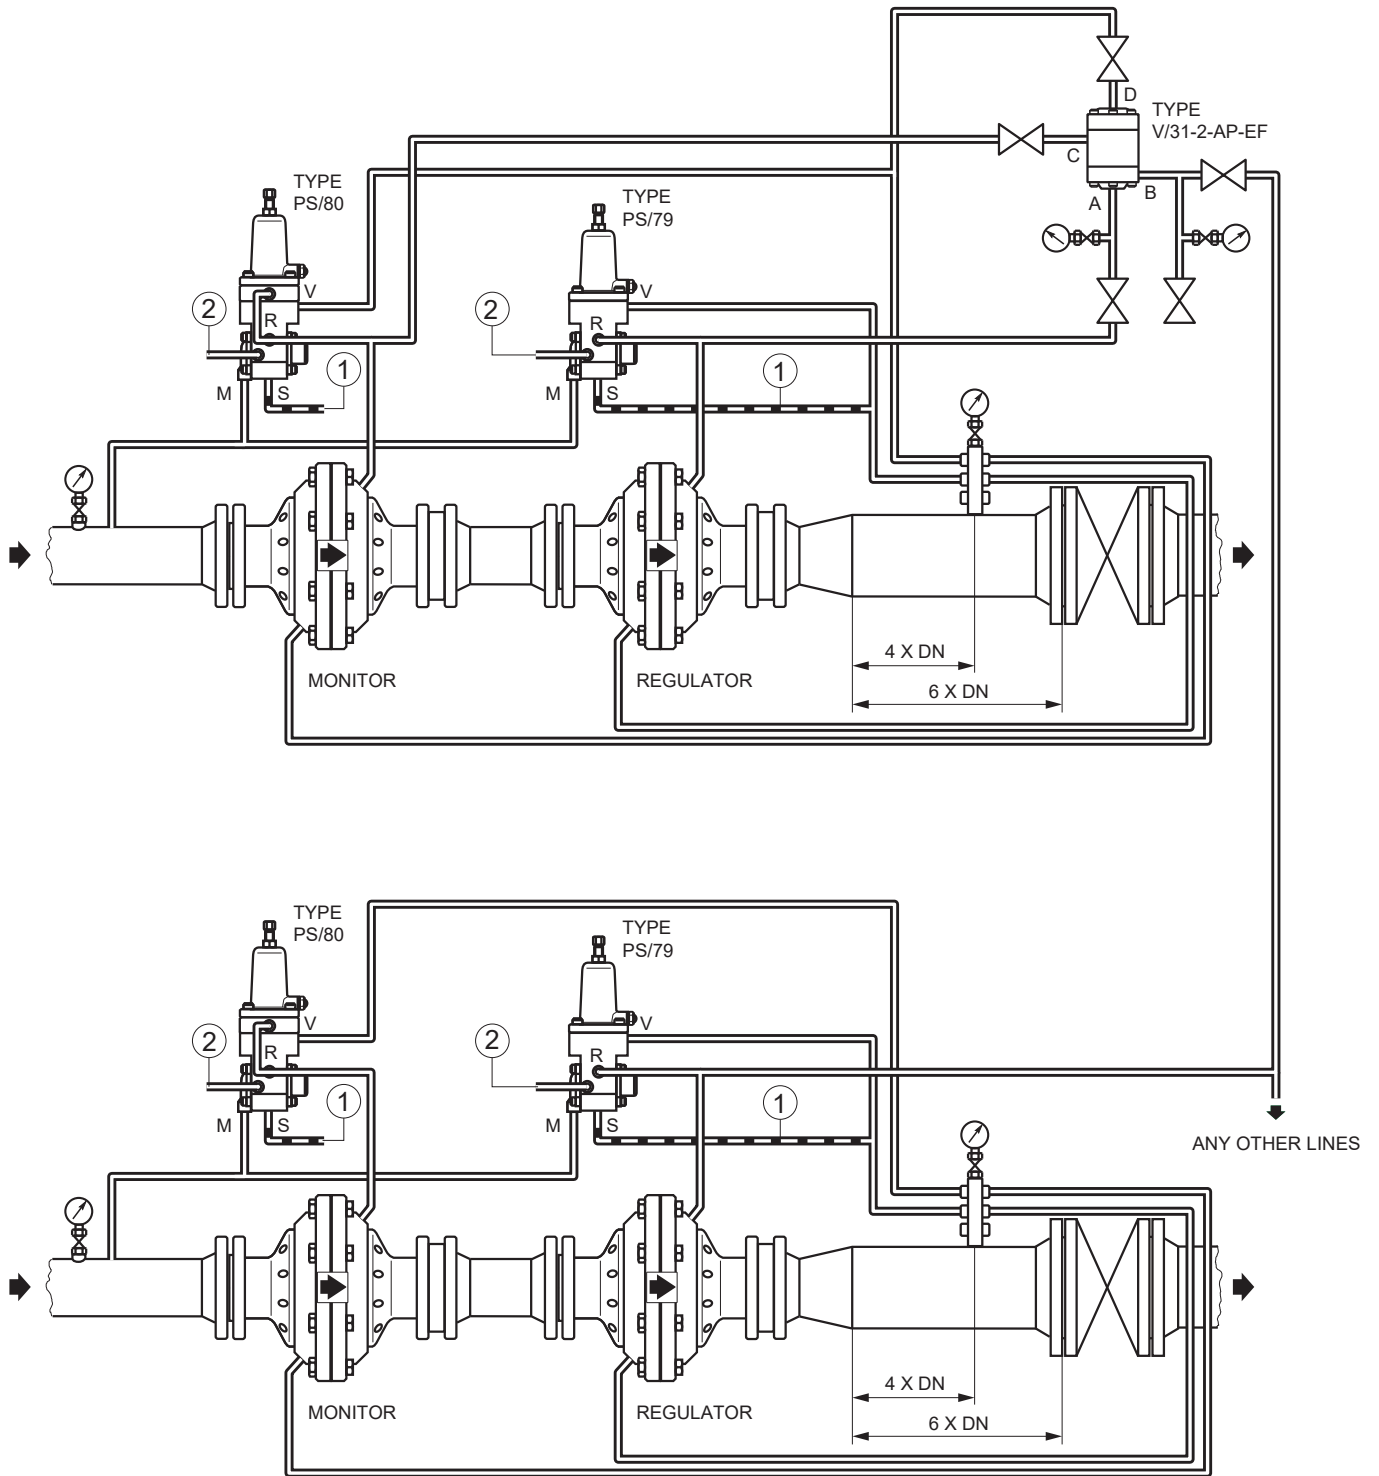 D
TYPE
V/31-2-AP-EF
C
B
A
TYPE
PS/80
TYPE
PS/79
V
V
2
R
2
R
1
1
M
S
M
S
4 X DN
MONITOR
REGULATOR
6 X DN
TYPE
PS/80
TYPE
PS/79
V
V
2
R
2
R
1
1
M
S
M
S
ANY OTHER LINES
4 X DN
MONITOR
REGULATOR
6 X DN